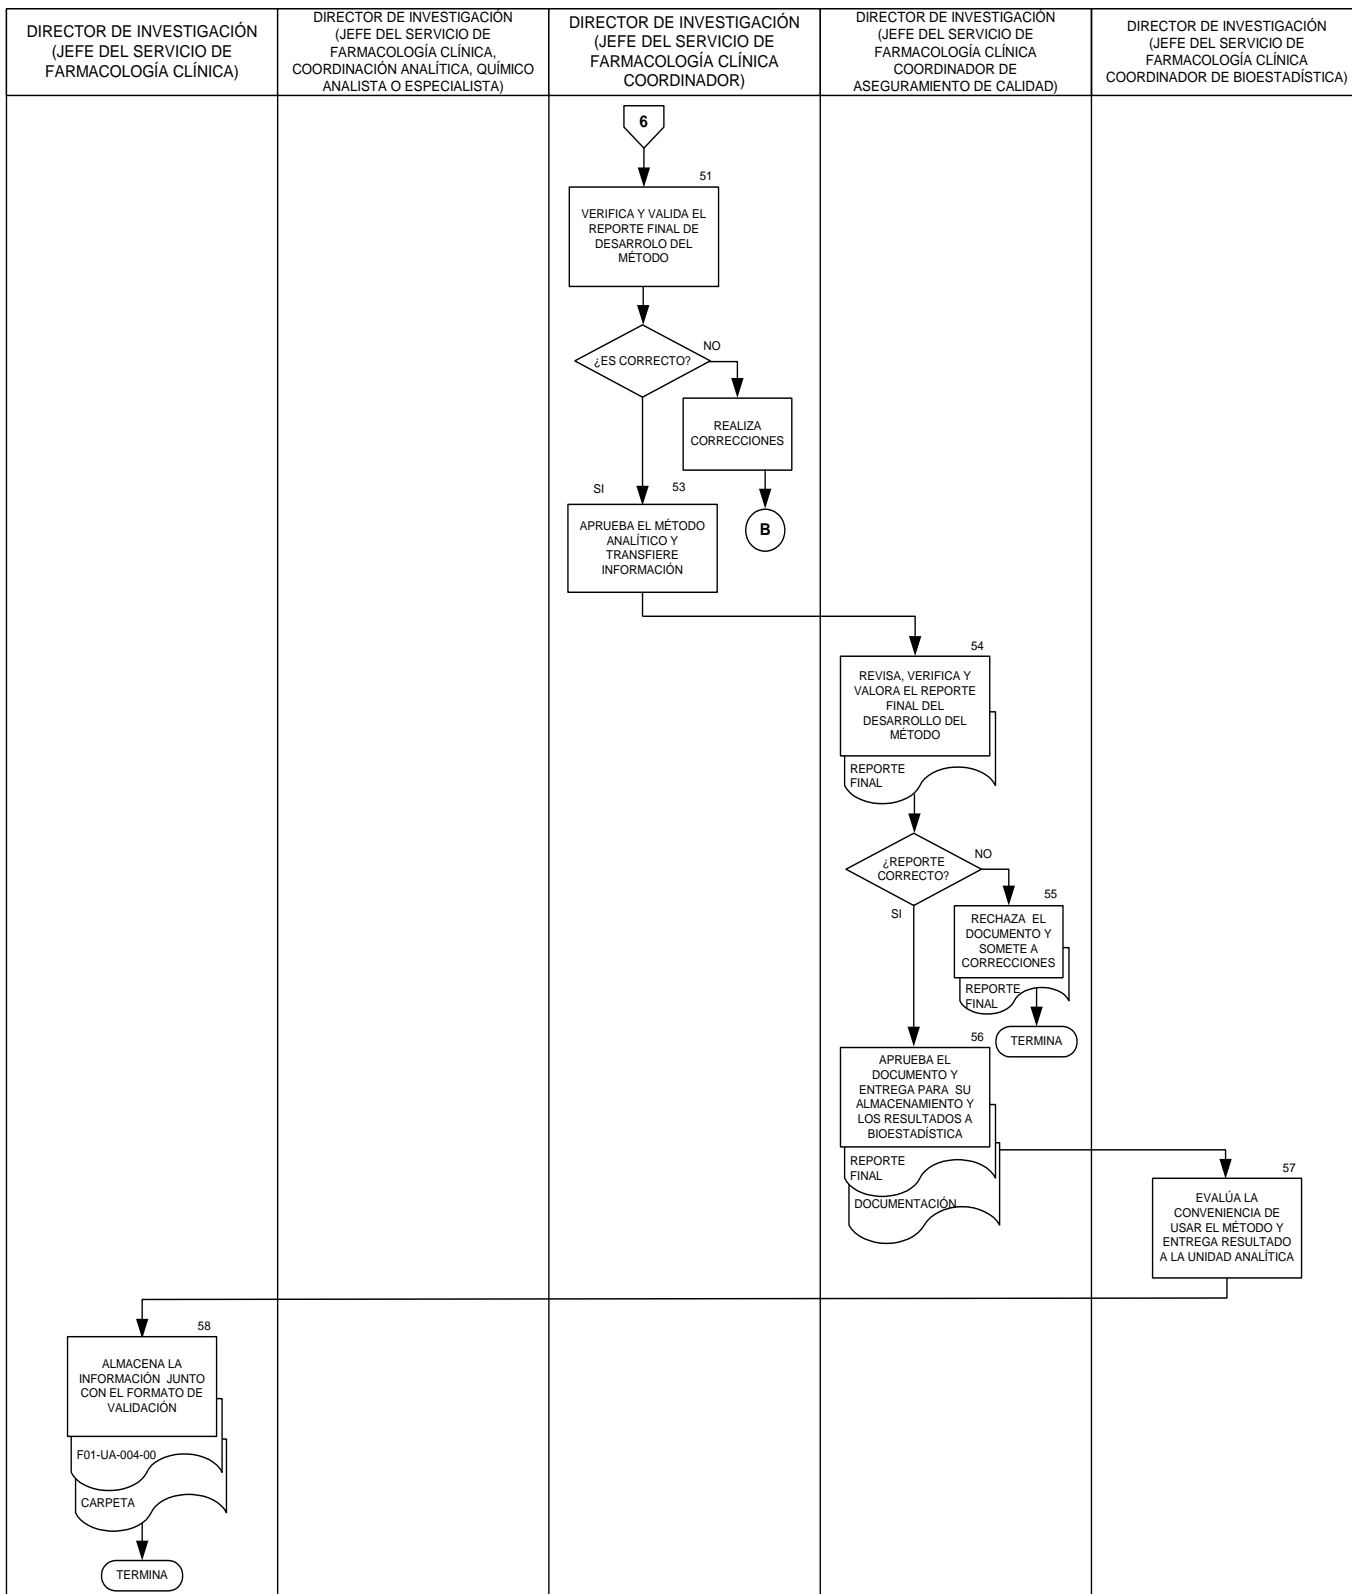 DIRECTOR DE INVESTIGACIÓN
(JEFE DEL SERVICIO DE
FARMACOLOGÍA CLÍNICA)
DIRECTOR DE INVESTIGACIÓN
(JEFE DEL SERVICIO DE
FARMACOLOGÍA CLÍNICA,
COORDINACIÓN ANALÍTICA, QUÍMICO
ANALISTA O ESPECIALISTA)
DIRECTOR DE INVESTIGACIÓN
(JEFE DEL SERVICIO DE
FARMACOLOGÍA CLÍNICA
COORDINADOR)
DIRECTOR DE INVESTIGACIÓN
(JEFE DEL SERVICIO DE
FARMACOLOGÍA CLÍNICA
COORDINADOR DE
ASEGURAMIENTO DE CALIDAD)
DIRECTOR DE INVESTIGACIÓN
(JEFE DEL SERVICIO DE
FARMACOLOGÍA CLÍNICA
COORDINADOR DE BIOESTADÍSTICA)
6
51
VERIFICA Y VALIDA EL
REPORTE FINAL DE
DESARROLO DEL
MÉTODO
¿ES CORRECTO?
NO
REALIZA
CORRECCIONES
B
SI
53
APRUEBA EL MÉTODO
ANALÍTICO Y
TRANSFIERE
INFORMACIÓN
54
REVISA, VERIFICA Y
VALORA EL REPORTE
FINAL DEL
DESARROLLO DEL
MÉTODO
REPORTE
FINAL
¿REPORTE
CORRECTO?
NO
55
RECHAZA EL
DOCUMENTO Y
SOMETE A
CORRECCIONES
REPORTE
FINAL
TERMINA
SI
56
APRUEBA EL
DOCUMENTO Y
ENTREGA PARA SU
ALMACENAMIENTO Y
LOS RESULTADOS A
BIOESTADÍSTICA
REPORTE
FINAL
DOCUMENTACIÓN
57
EVALÚA LA
CONVENIENCIA DE
USAR EL MÉTODO Y
ENTREGA RESULTADO
A LA UNIDAD ANALÍTICA
58
ALMACENA LA
INFORMACIÓN JUNTO
CON EL FORMATO DE
VALIDACIÓN
F01-UA-004-00
CARPETA
TERMINA